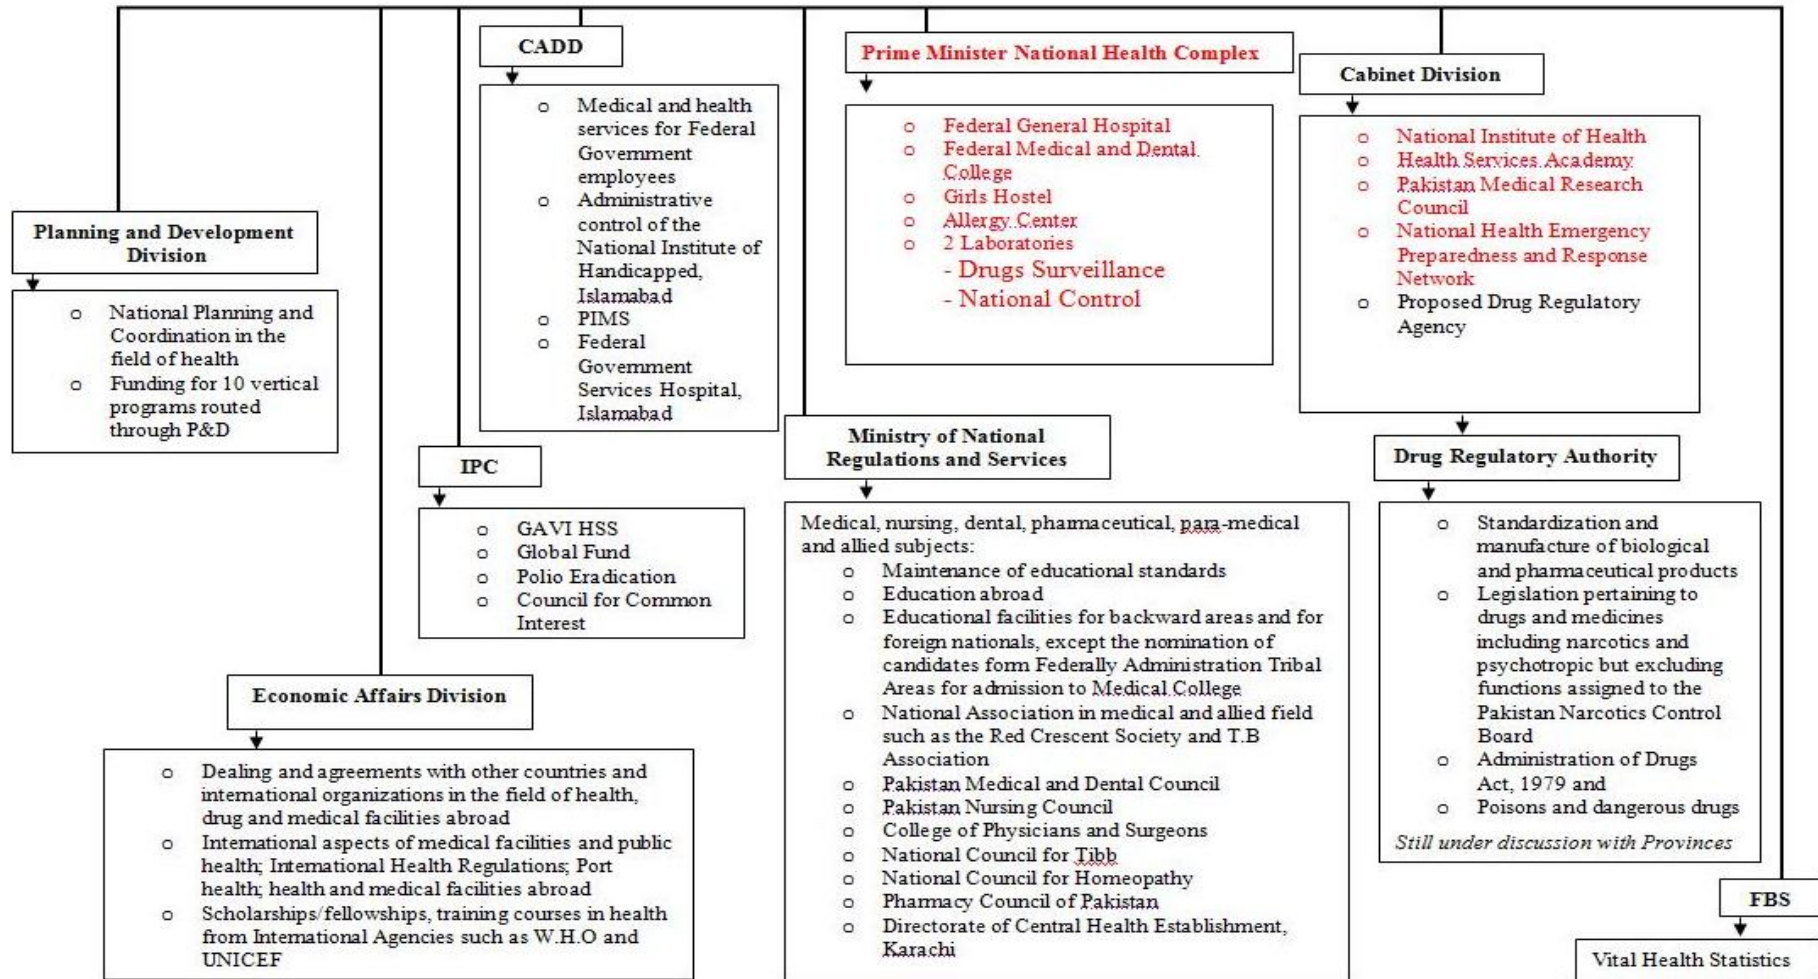 CADD
o Medical and health
services for Federal
Government
employees
o Administrative
control of the
National Institute of
Handicapped,
Islamabad
o PIMS
o Federal
Government
Services Hospital,
Islamabad
Prime Minister National Health Complex
o Federal General Hospital
o Federal Medical and Dental
College
o Girls Hostel
o Allergy Center
o 2 Laboratories
- Drugs Surveillance
- National Control
Cabinet Division
o National Institute of Health
o Health Services Academy
o Pakistan Medical Research
Council
o National Health Emergency
Preparedness and Response
Network
o Proposed Drug Regulatory
Agency
Planning and Development
Division
o National Planning and
Coordination in the
field of health
o Funding for 10 vertical
programs routed
through P&D
IPC
o GAVI HSS
o Global Fund
o Polio Eradication
o Council for Common
Interest
Ministry of National
Regulations and Services
Medical, nursing, dental, pharmaceutical, para-medical
and allied subjects:
o Maintenance of educational standards
o Education abroad
o Educational facilities for backward areas and for
foreign nationals, except the nomination of
candidates form Federally Administration Tribal
Areas for admission to Medical College
o National Association in medical and allied field
such as the Red Crescent Society and T.B
Association
o Pakistan Medical and Dental Council
o Pakistan Nursing Council
o College of Physicians and Surgeons
o National Council for Tibb
o National Council for Homeopathy
o Pharmacy Council of Pakistan
o Directorate of Central Health Establishment,
Karachi
Drug Regulatory Authority
o Standardization and
manufacture of biological
and pharmaceutical products
o Legislation pertaining to
drugs and medicines
including narcotics and
psychotropic but excluding
functions assigned to the
Pakistan Narcotics Control
Board
o Administration of Drugs
Act, 1979 and
o Poisons and dangerous drugs
Still under discussion with Provinces
Economic Affairs Division
o Dealing and agreements with other countries and
international organizations in the field of health,
drug and medical facilities abroad
o International aspects of medical facilities and public
health; International Health Regulations; Port
health; health and medical facilities abroad
o Scholarships/fellowships, training courses in health
from International Agencies such as W.H.O and
UNICEF
FBS
Vital Health Statistics